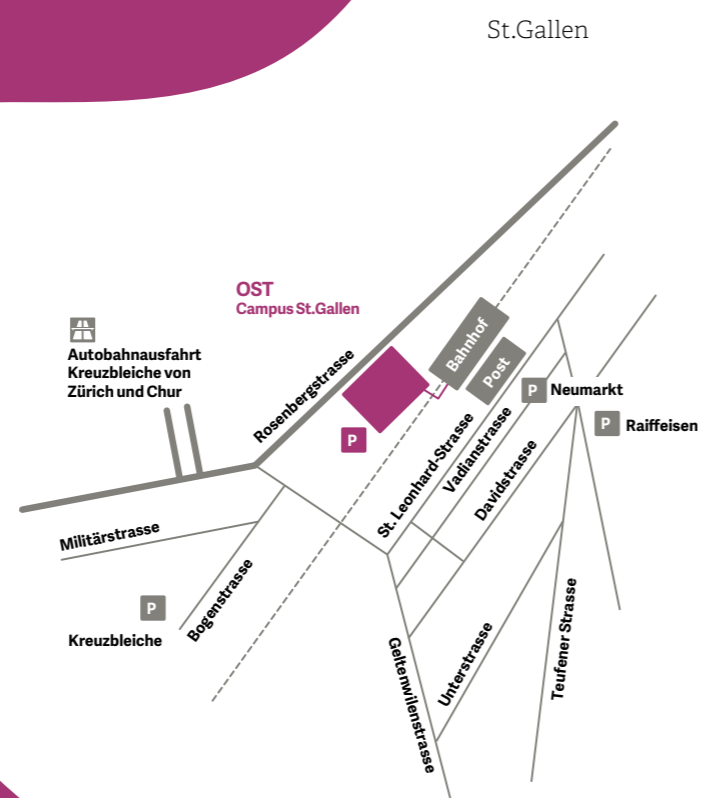 St.Gallen
OST
Campus St.Gallen
Autobahnausfahrt
Kreuzbleiche von
Zürich und Chur
Rosenbergstrasse
Bahnhof
Post
P
P Neumarkt
P Raiffeisen
St. Leonhard-Strasse
Vadianstrasse
Davidstrasse
Militärstrasse
Bogenstrasse
P
Kreuzbleiche
Geltenwilenstrasse
Unterstrasse
Teufener Strasse